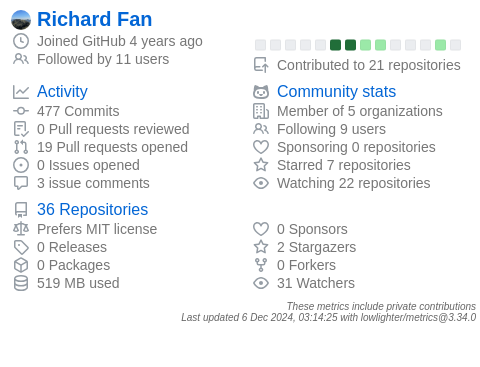 Richard Fan
Joined GitHub 4 years ago
Followed by 11 users
Contributed to 21 repositories
Activity
477 Commits
0 Pull requests reviewed
19 Pull requests opened
0 Issues opened
3 issue comments
Community stats
Member of 5 organizations
Following 9 users
Sponsoring 0 repositories
Starred 7 repositories
Watching 22 repositories
36 Repositories
Prefers MIT license
0 Releases
0 Packages
519 MB used
0 Sponsors
2 Stargazers
0 Forkers
31 Watchers
These metrics include private contributions
Last updated 6 Dec 2024, 03:14:25 with lowlighter/metrics@3.34.0